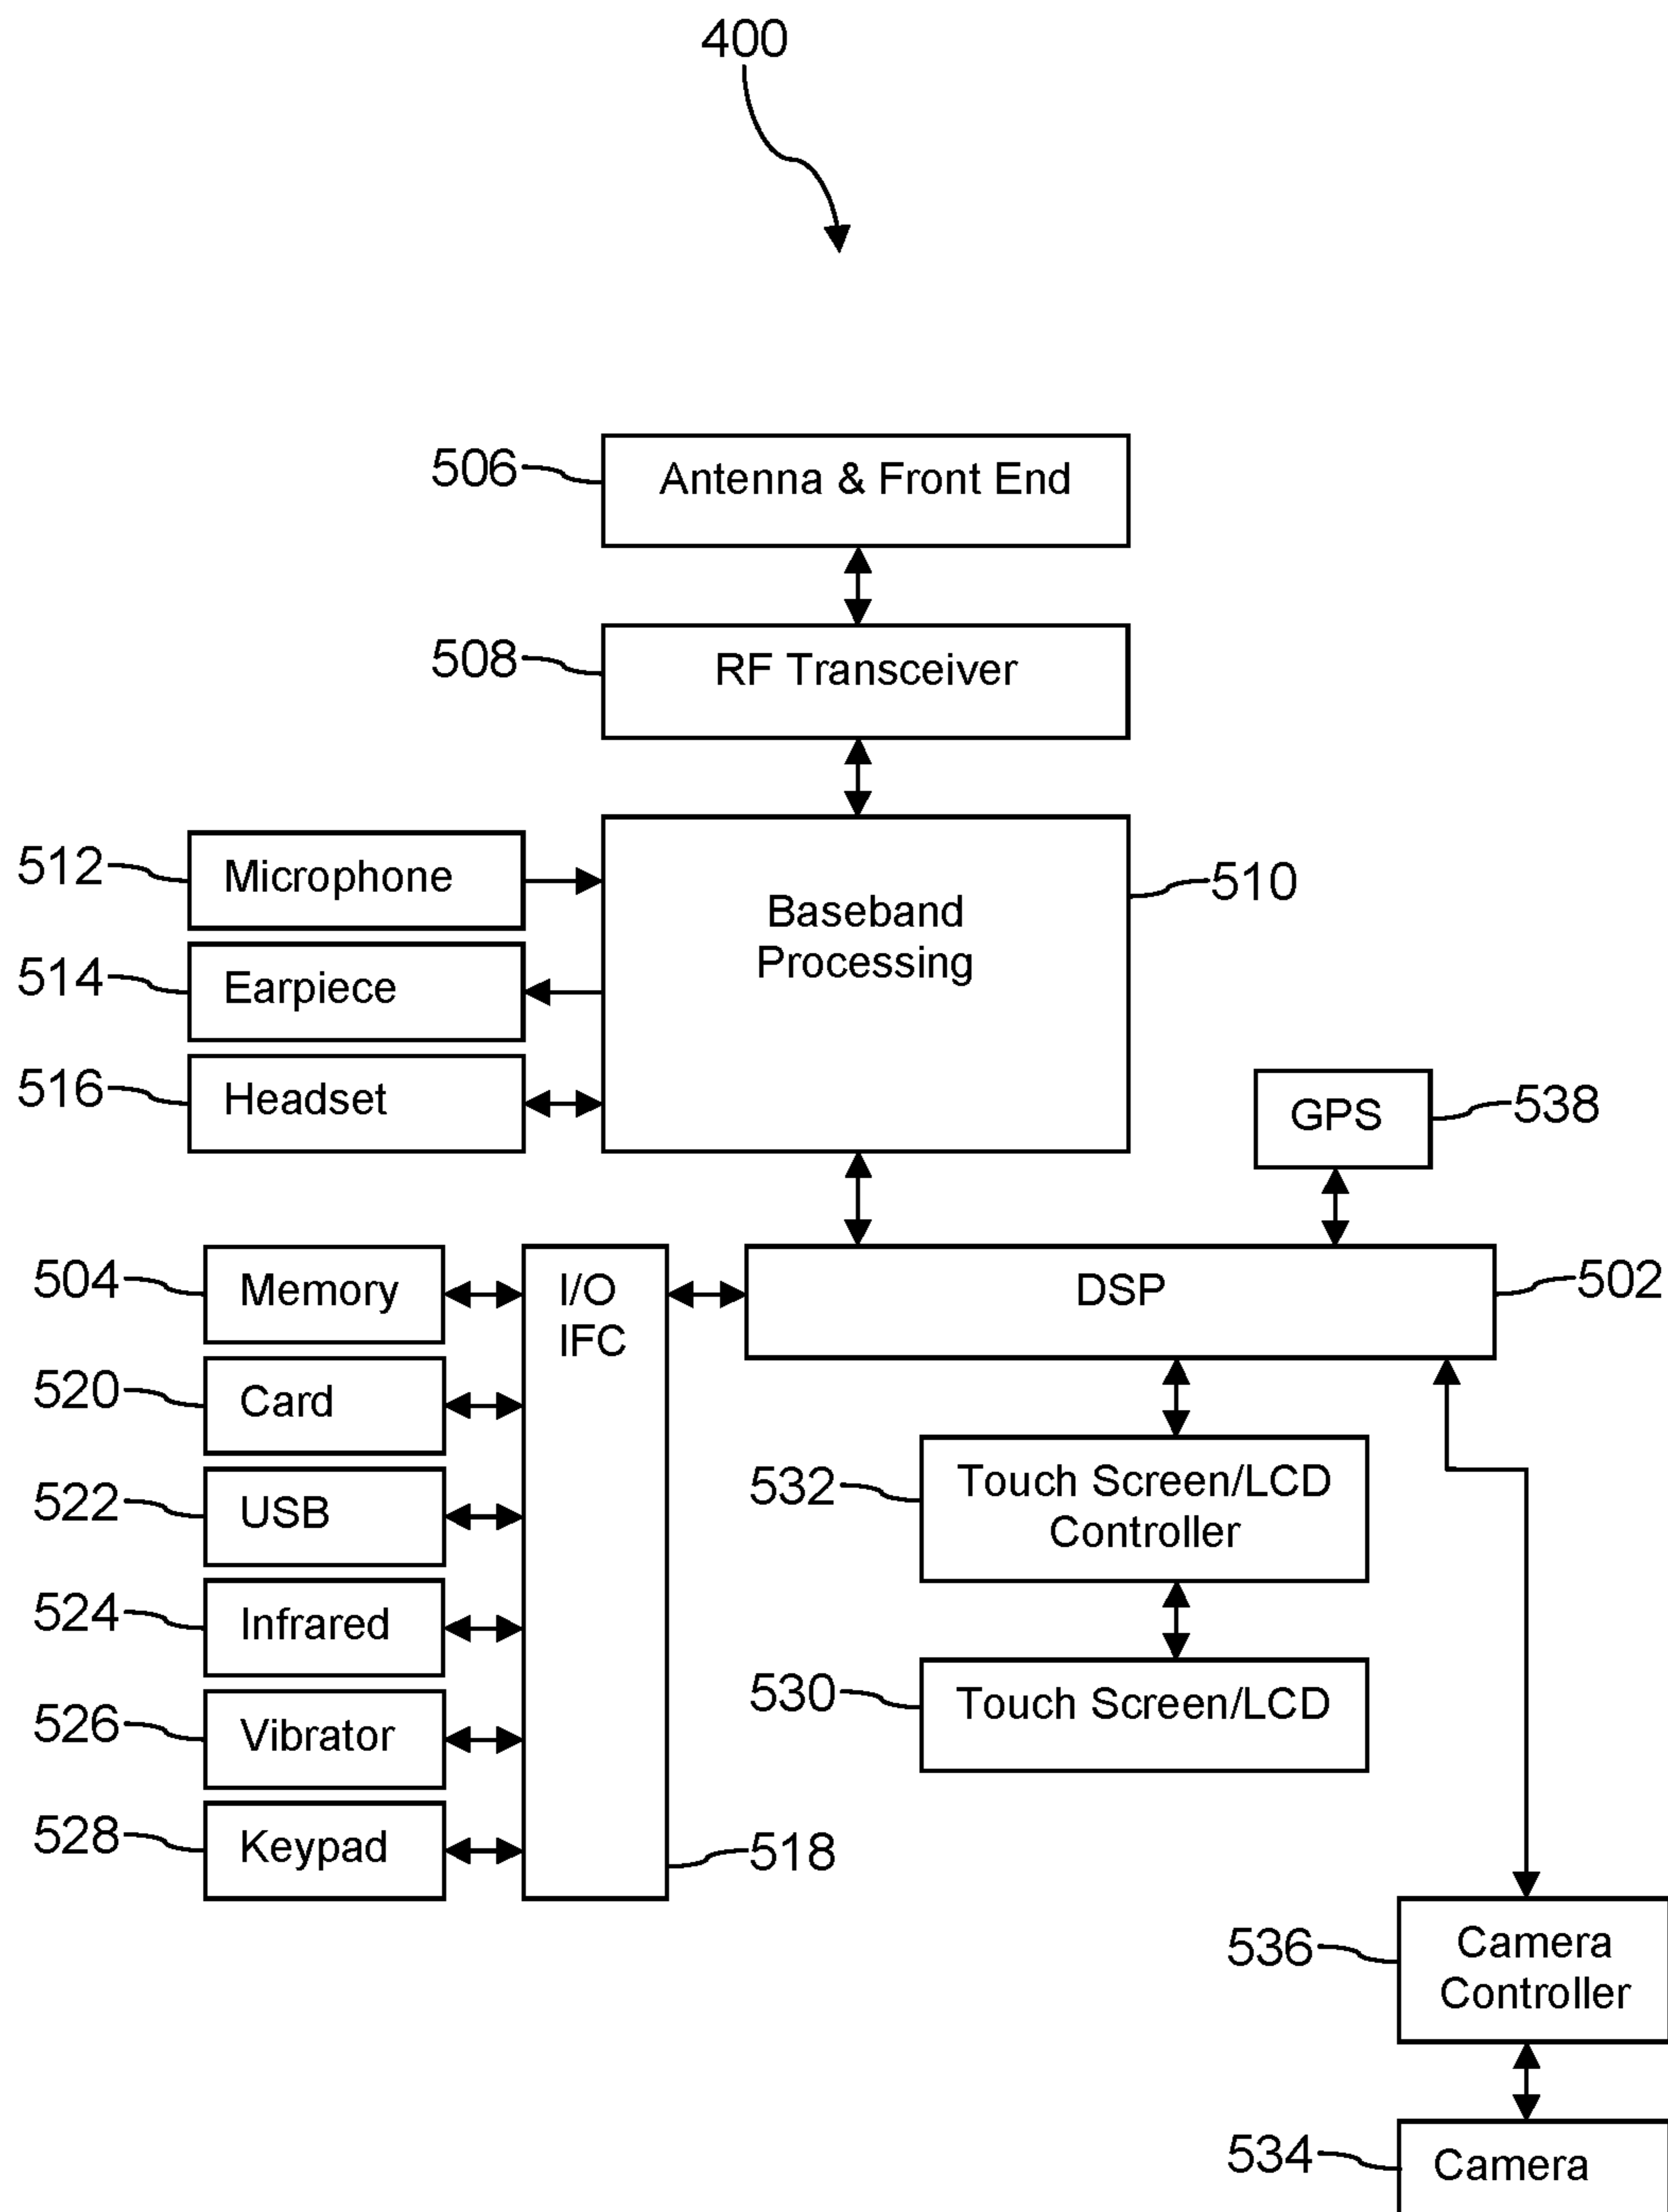 400
506
Antenna & Front End
508
RF Transceiver
512
Microphone
Baseband
Processing
510
514
Earpiece
516
Headset
GPS
538
504
Memory
I/O
IFC
DSP
502
520
Card
522
USB
532
Touch Screen/LCD
Controller
524
Infrared
526
Vibrator
530
Touch Screen/LCD
528
Keypad
518
536
Camera
Controller
534
Camera